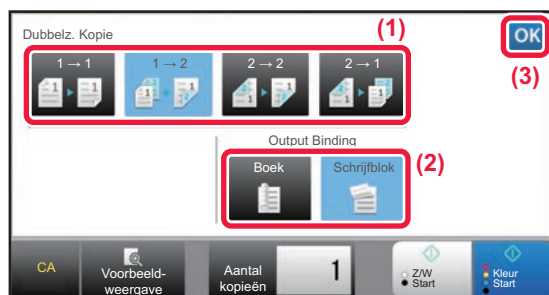 Dubbelz. Kopie
(1)
OK
1 → 1
1 → 2
2 → 2
2 → 1
(3)
Output Binding
Boek
Schrijfblok
(2)
CA
Voorbeeld-
weergave
Aantal
kopieën
1
Z/W
Start
Kleur
Start